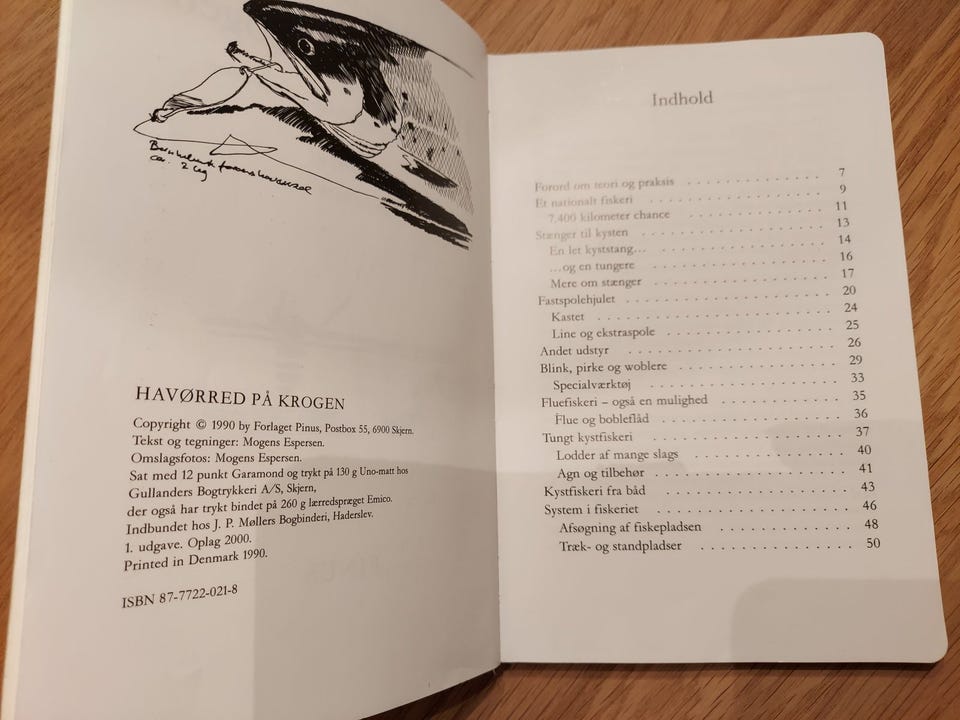 ca. 2 kg
HAVØRRED PÅ KROGEN
Copyright © 1990 by Forlaget Pinus, Postbox 55, 6900 Skjern.
Tekst og tegninger: Mogens Espersen.
Omslagsfotos: Mogens Espersen.
Sat med 12 punkt Garamond og trykt på 130 g Uno-matt hos
Gullanders Bogtrykkeri A/S, Skjern,
der også har trykt bindet på 260 g lærredspræget Emico.
Indbundet hos J. P. Møllers Bogbinderi, Haderslev.
1. udgave. Oplag 2000.
Printed in Denmark 1990.
ISBN 87-7722-021-8
Indhold
Forord om teori og praksis . . . . . . . . . . . . 7
Et nationalt fiskeri . . . . . . . . . . . . 9
7.400 kilometer chance . . . . . . . . . . . . 11
Stænger til kysten . . . . . . . . . . . . 13
En let kyststang... . . . . . . . . . . . . 14
...og en tungere . . . . . . . . . . . . 16
Mere om stænger . . . . . . . . . . . . 17
Fastspolehjulet . . . . . . . . . . . . 20
Kastet . . . . . . . . . . . . 24
Line og ekstraspole . . . . . . . . . . . . 25
Andet udstyr . . . . . . . . . . . . 26
Blink, pirke og woblere . . . . . . . . . . . . 29
Specialværktøj . . . . . . . . . . . . 33
Fluefiskeri – også en mulighed . . . . . . . . . . . . 35
Flue og bobleflåd . . . . . . . . . . . . 36
Tungt kystfiskeri . . . . . . . . . . . . 37
Lodder af mange slags . . . . . . . . . . . . 40
Agn og tilbehør . . . . . . . . . . . . 41
Kystfiskeri fra båd . . . . . . . . . . . . 43
System i fiskeriet . . . . . . . . . . . . 46
Afsøgning af fiskepladsen . . . . . . . . . . . . 48
Træk- og standpladser . . . . . . . . . . . . 50